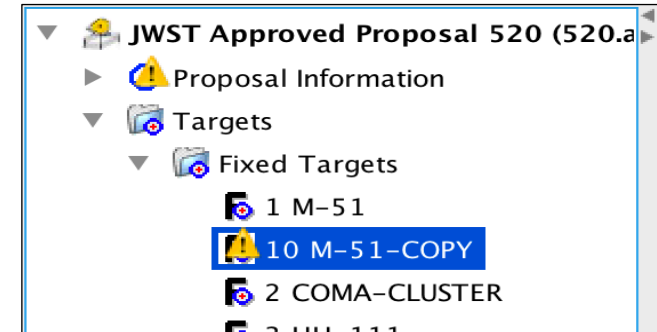 JWST Approved Proposal 520 (520.a
Proposal Information
Targets
Fixed Targets
1 M-51
10 M-51-COPY
2 COMA-CLUSTER